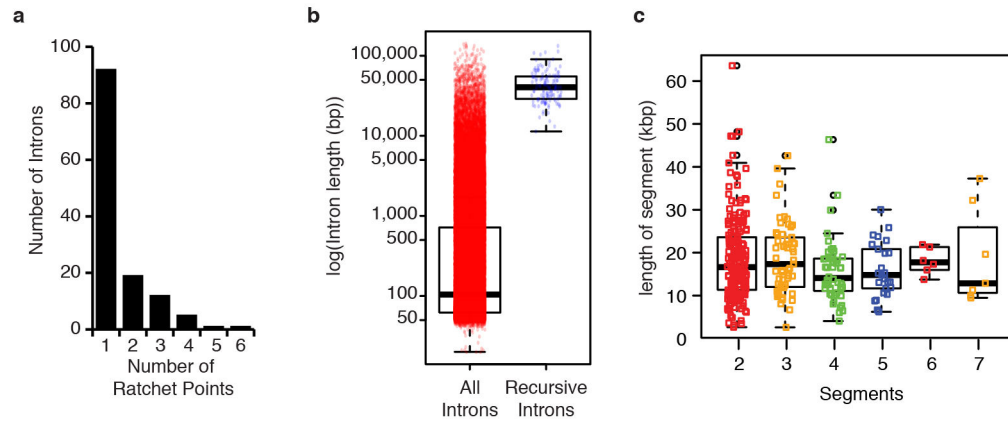 a
100
80
60
40
20
0
Number of Introns
1 2 3 4 5 6
Number of
Ratchet Points
b
100,000
50,000
10,000
5,000
1,000
500
100
50
log(Intron length (bp))
All
Introns
Recursive
Introns
c
60
50
40
30
20
10
0
length of segment (kbp)
2 3 4 5 6 7
Segments